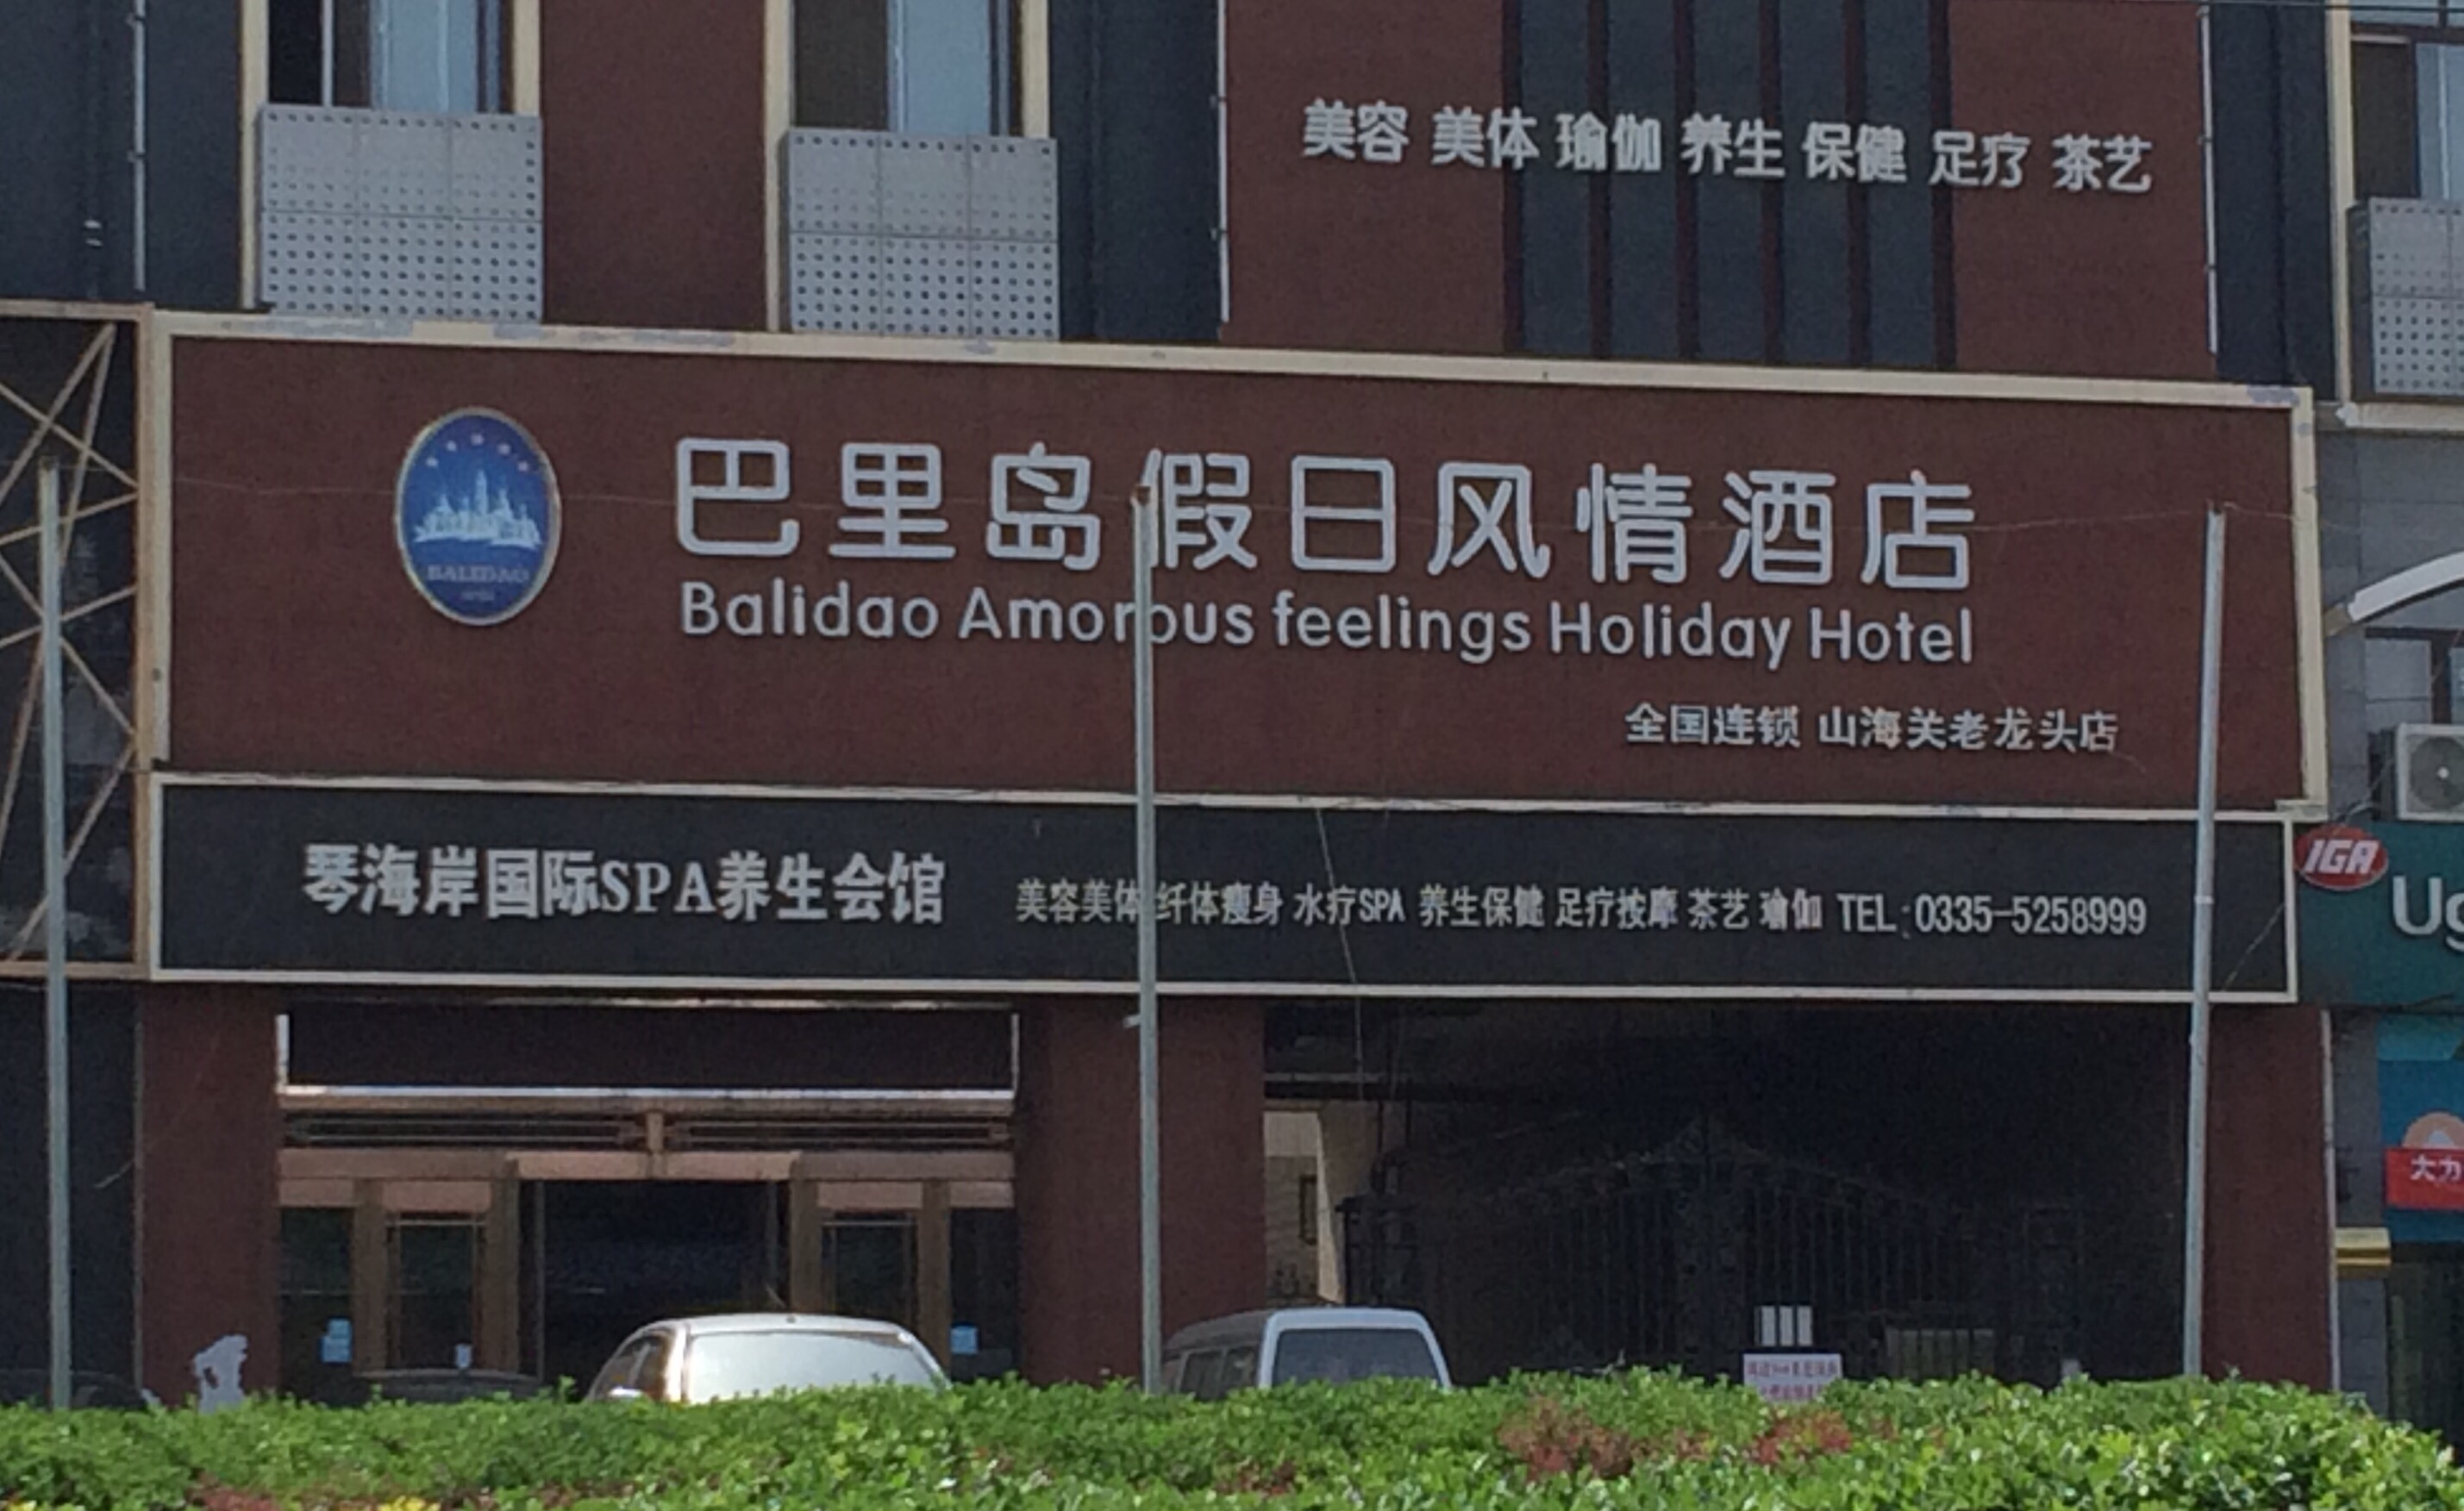 美容 美体 瑜伽 养生 保健 足疗 茶艺
巴里岛假日风情酒店
BALIDAO
Balidao Amorous feelings Holiday Hotel
全国连锁 山海关老龙头店
琴海岸国际SPA养生会馆 美容美体 纤体瘦身 水疗SPA 养生保健 足疗按摩 茶艺 瑜伽 TEL:0335-5258999
IGA
大力